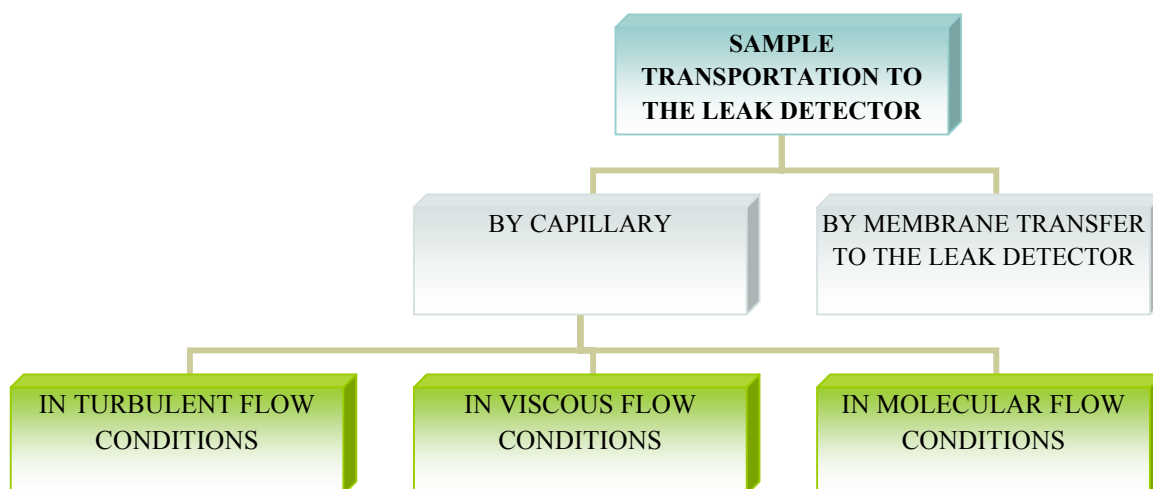 SAMPLE
TRANSPORTATION TO
THE LEAK DETECTOR
BY CAPILLARY
BY MEMBRANE TRANSFER
TO THE LEAK DETECTOR
IN TURBULENT FLOW
CONDITIONS
IN VISCOUS FLOW
CONDITIONS
IN MOLECULAR FLOW
CONDITIONS